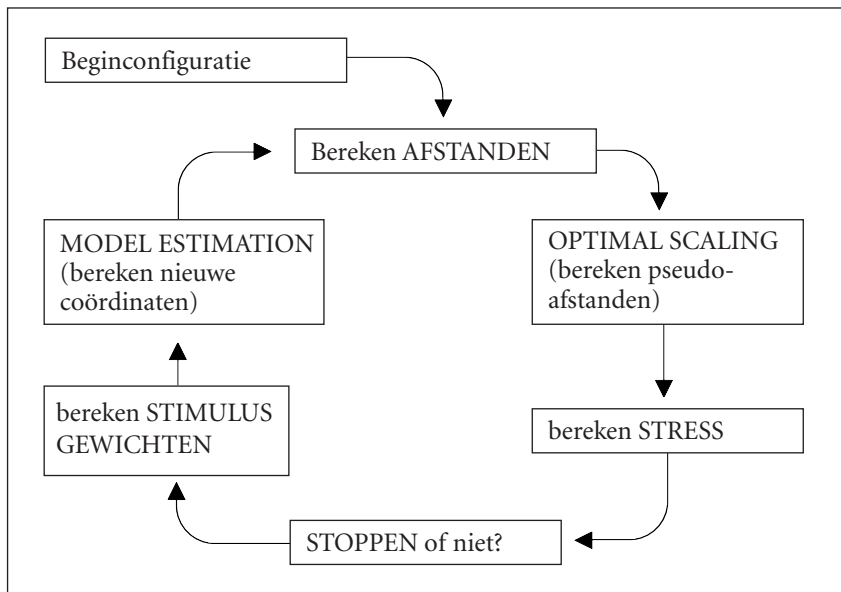 Beginconfiguratie
Bereken AFSTANDEN
OPTIMAL SCALING
(bereken pseudo-
afstanden)
bereken STRESS
STOPPEN of niet?
bereken STIMULUS
GEWICHTEN
MODEL ESTIMATION
(bereken nieuwe
coördinaten)